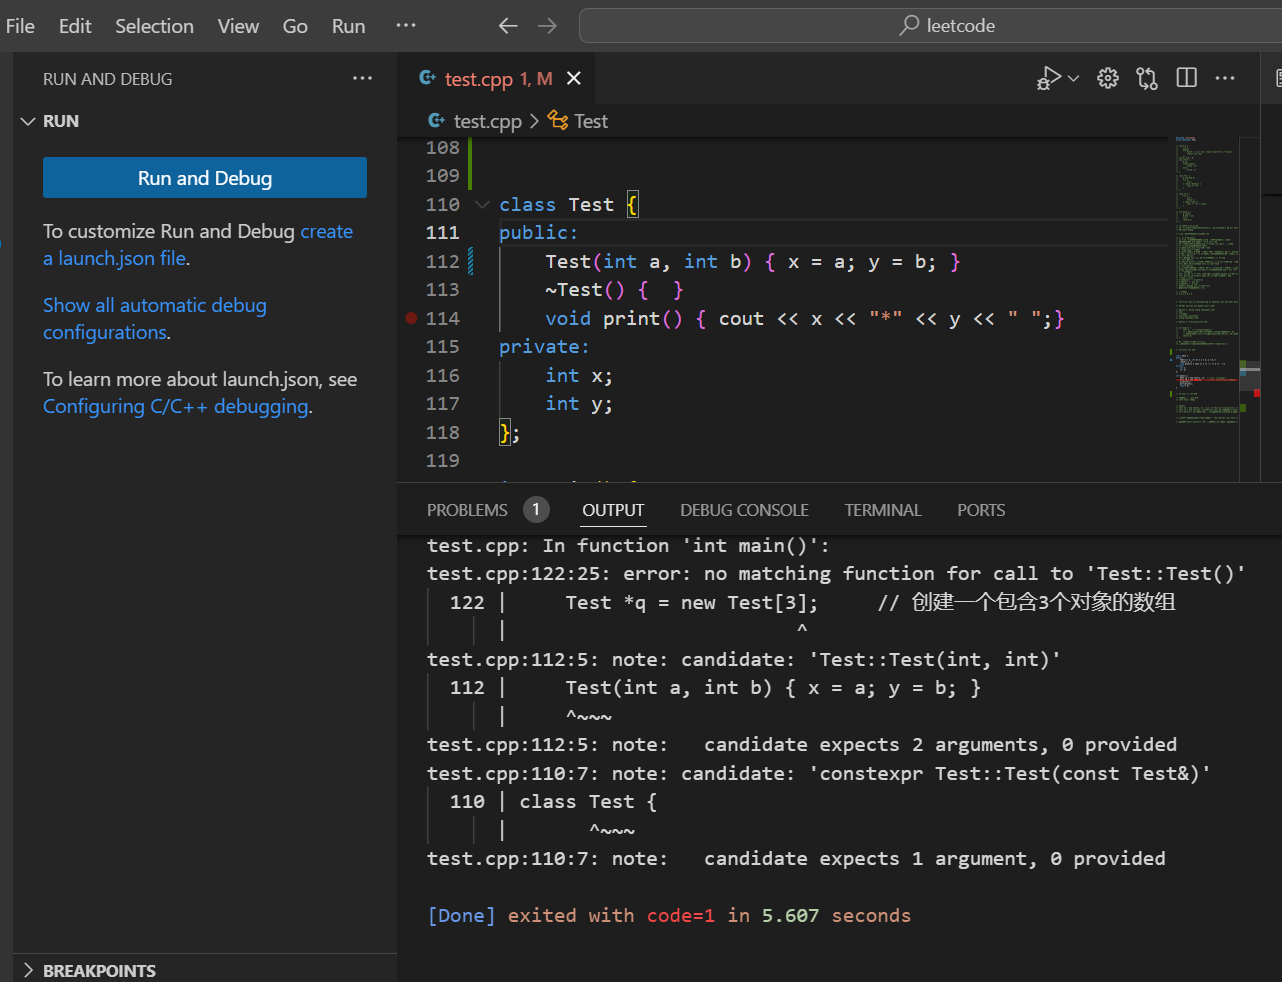 File Edit Selection View Go Run ··· ← → leetcode
RUN AND DEBUG ···
test.cpp 1, M
RUN
test.cpp > Test
Run and Debug
To customize Run and Debug create
a launch.json file.
Show all automatic debug
configurations.
To learn more about launch.json, see
Configuring C/C++ debugging.
BREAKPOINTS
108
109
110 class Test {
111 public:
112     Test(int a, int b) { x = a; y = b; }
113     ~Test() {  }
114     void print() { cout << x << "*" << y << " ";}
115 private:
116     int x;
117     int y;
118 };
119
PROBLEMS 1 OUTPUT DEBUG CONSOLE TERMINAL PORTS
test.cpp: In function 'int main()':
test.cpp:122:25: error: no matching function for call to 'Test::Test()'
  122 |     Test *q = new Test[3];     // 创建一个包含3个对象的数组
      |                         ^
test.cpp:112:5: note: candidate: 'Test::Test(int, int)'
  112 |     Test(int a, int b) { x = a; y = b; }
      |     ^~~~
test.cpp:112:5: note:   candidate expects 2 arguments, 0 provided
test.cpp:110:7: note: candidate: 'constexpr Test::Test(const Test&)'
  110 | class Test {
      |       ^~~~
test.cpp:110:7: note:   candidate expects 1 argument, 0 provided
[Done] exited with code=1 in 5.607 seconds